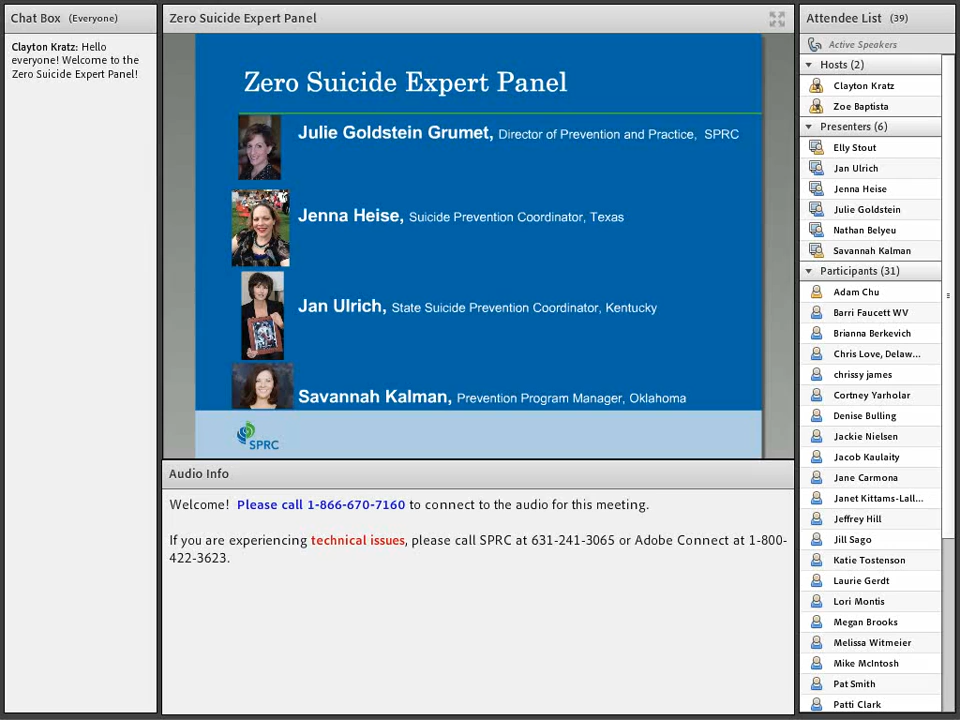 Chat Box (Everyone)
Clayton Kratz: Hello
everyone! Welcome to the
Zero Suicide Expert Panel!
Zero Suicide Expert Panel
Zero Suicide Expert Panel
Julie Goldstein Grumet, Director of Prevention and Practice, SPRC
Jenna Heise, Suicide Prevention Coordinator, Texas
Jan Ulrich, State Suicide Prevention Coordinator, Kentucky
Savannah Kalman, Prevention Program Manager, Oklahoma
SPRC
Audio Info
Welcome! Please call 1-866-670-7160 to connect to the audio for this meeting.
If you are experiencing technical issues, please call SPRC at 631-241-3065 or Adobe Connect at 1-800-
422-3623.
Attendee List (39)
Active Speakers
Hosts (2)
Clayton Kratz
Zoe Baptista
Presenters (6)
Elly Stout
Jan Ulrich
Jenna Heise
Julie Goldstein
Nathan Belyeu
Savannah Kalman
Participants (31)
Adam Chu
Barri Faucett WV
Brianna Berkevich
Chris Love, Delaw...
chrissy james
Cortney Yarholar
Denise Bulling
Jackie Nielsen
Jacob Kaulaity
Jane Carmona
Janet Kittams-Lall...
Jeffrey Hill
Jill Sago
Katie Tostenson
Laurie Gerdt
Lori Montis
Megan Brooks
Melissa Witmeier
Mike McIntosh
Pat Smith
Patti Clark